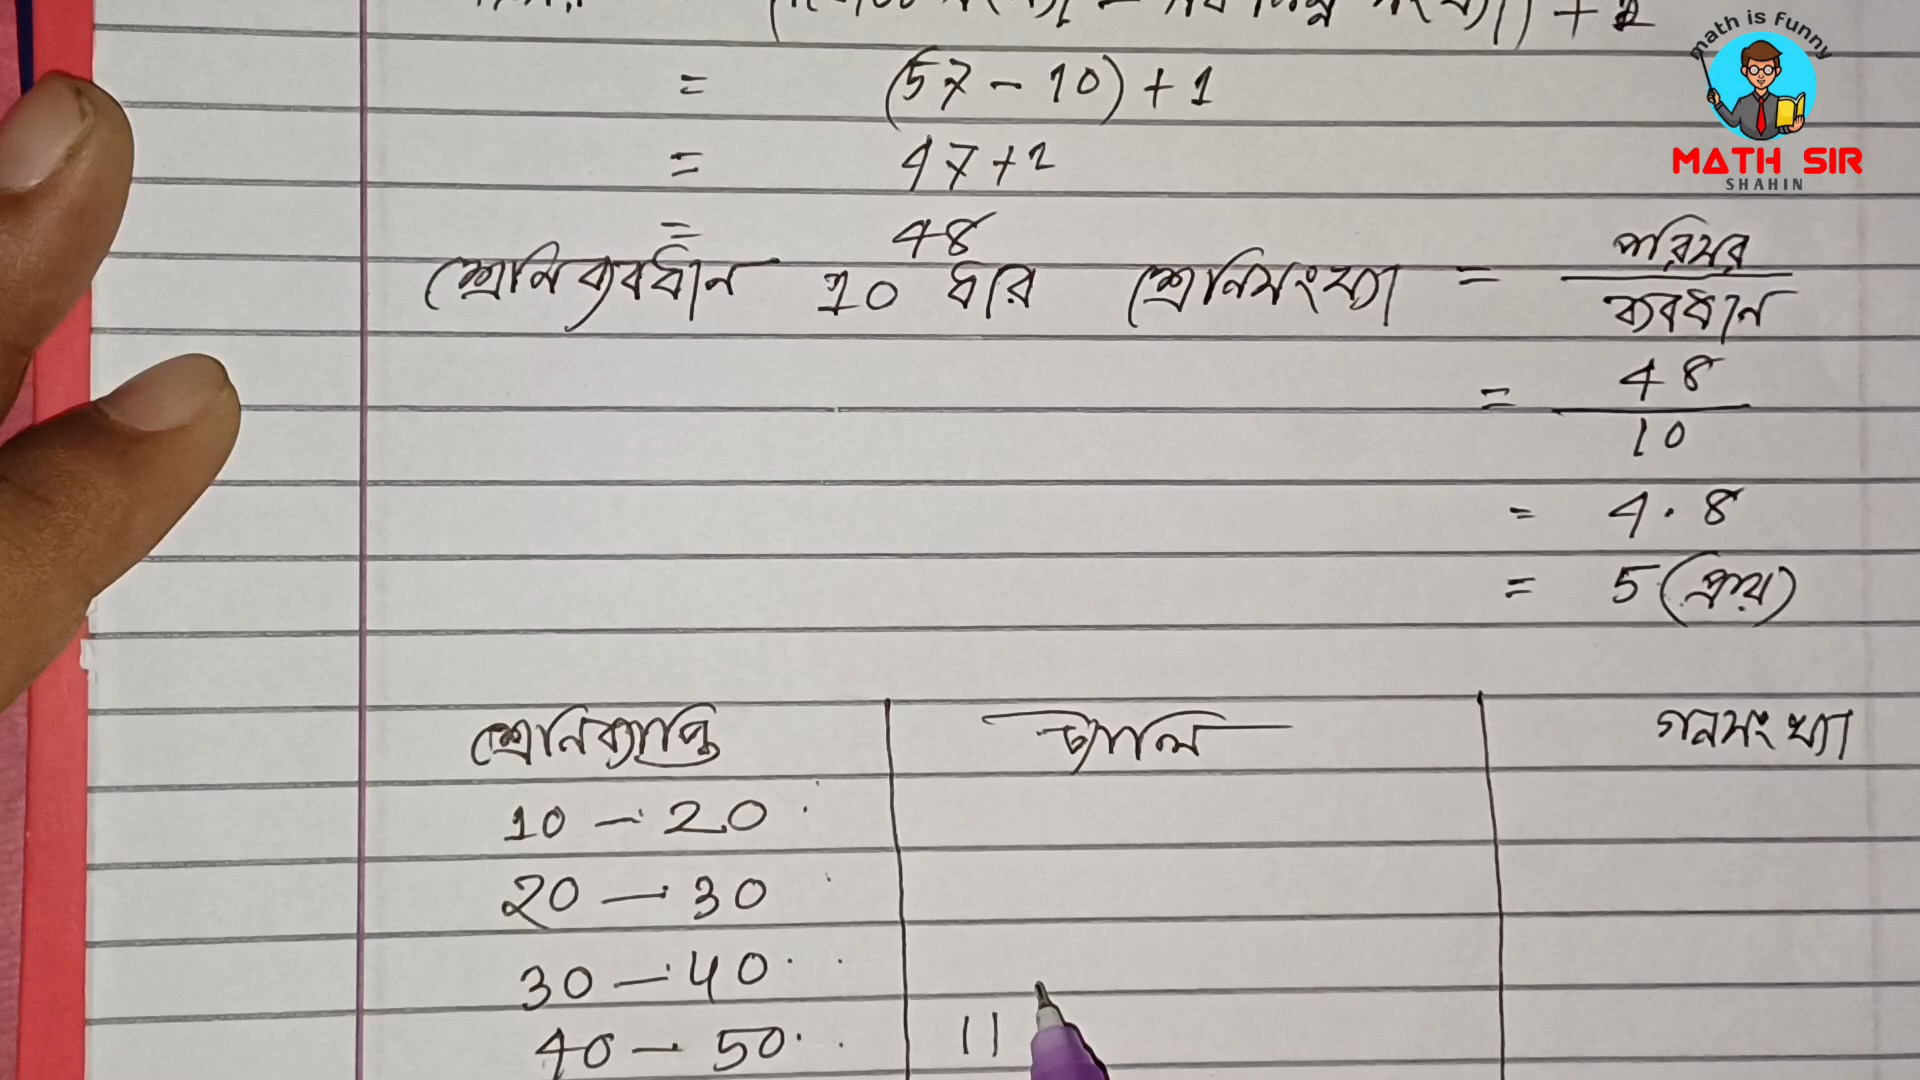 + 1
= (57 - 10) + 1
= 47 + 1
= 48
শ্রেনিব্যবধান 10 ধরি শ্রেনিসংখ্যা = পরিসর / ব্যবধান
= 48 / 10
= 4.8
= 5 (প্রায়)
শ্রেনিব্যাপ্তি ট্যালি গনসংখ্যা
10 — 20
20 — 30
30 — 40
40 — 50 ||
math is Funny
MATH SIR
SHAHIN